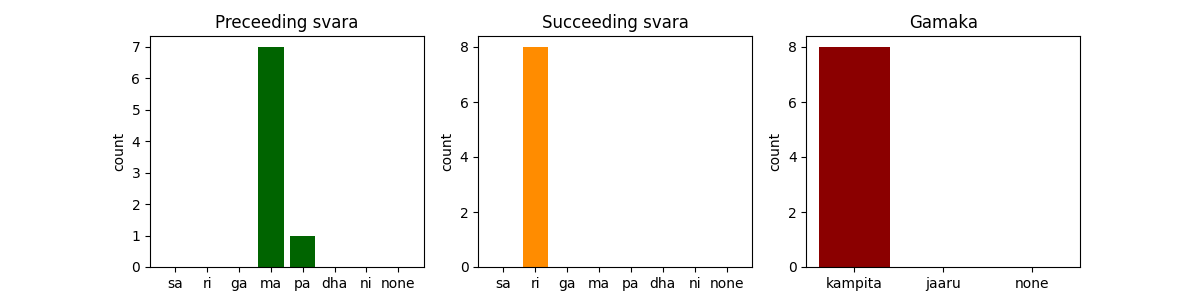 Preceeding svara
7
6
5
4
3
2
1
0
count
sa ri ga ma pa dha ni none
Succeeding svara
8
6
4
2
0
count
sa ri ga ma pa dha ni none
Gamaka
8
6
4
2
0
count
kampita jaaru none